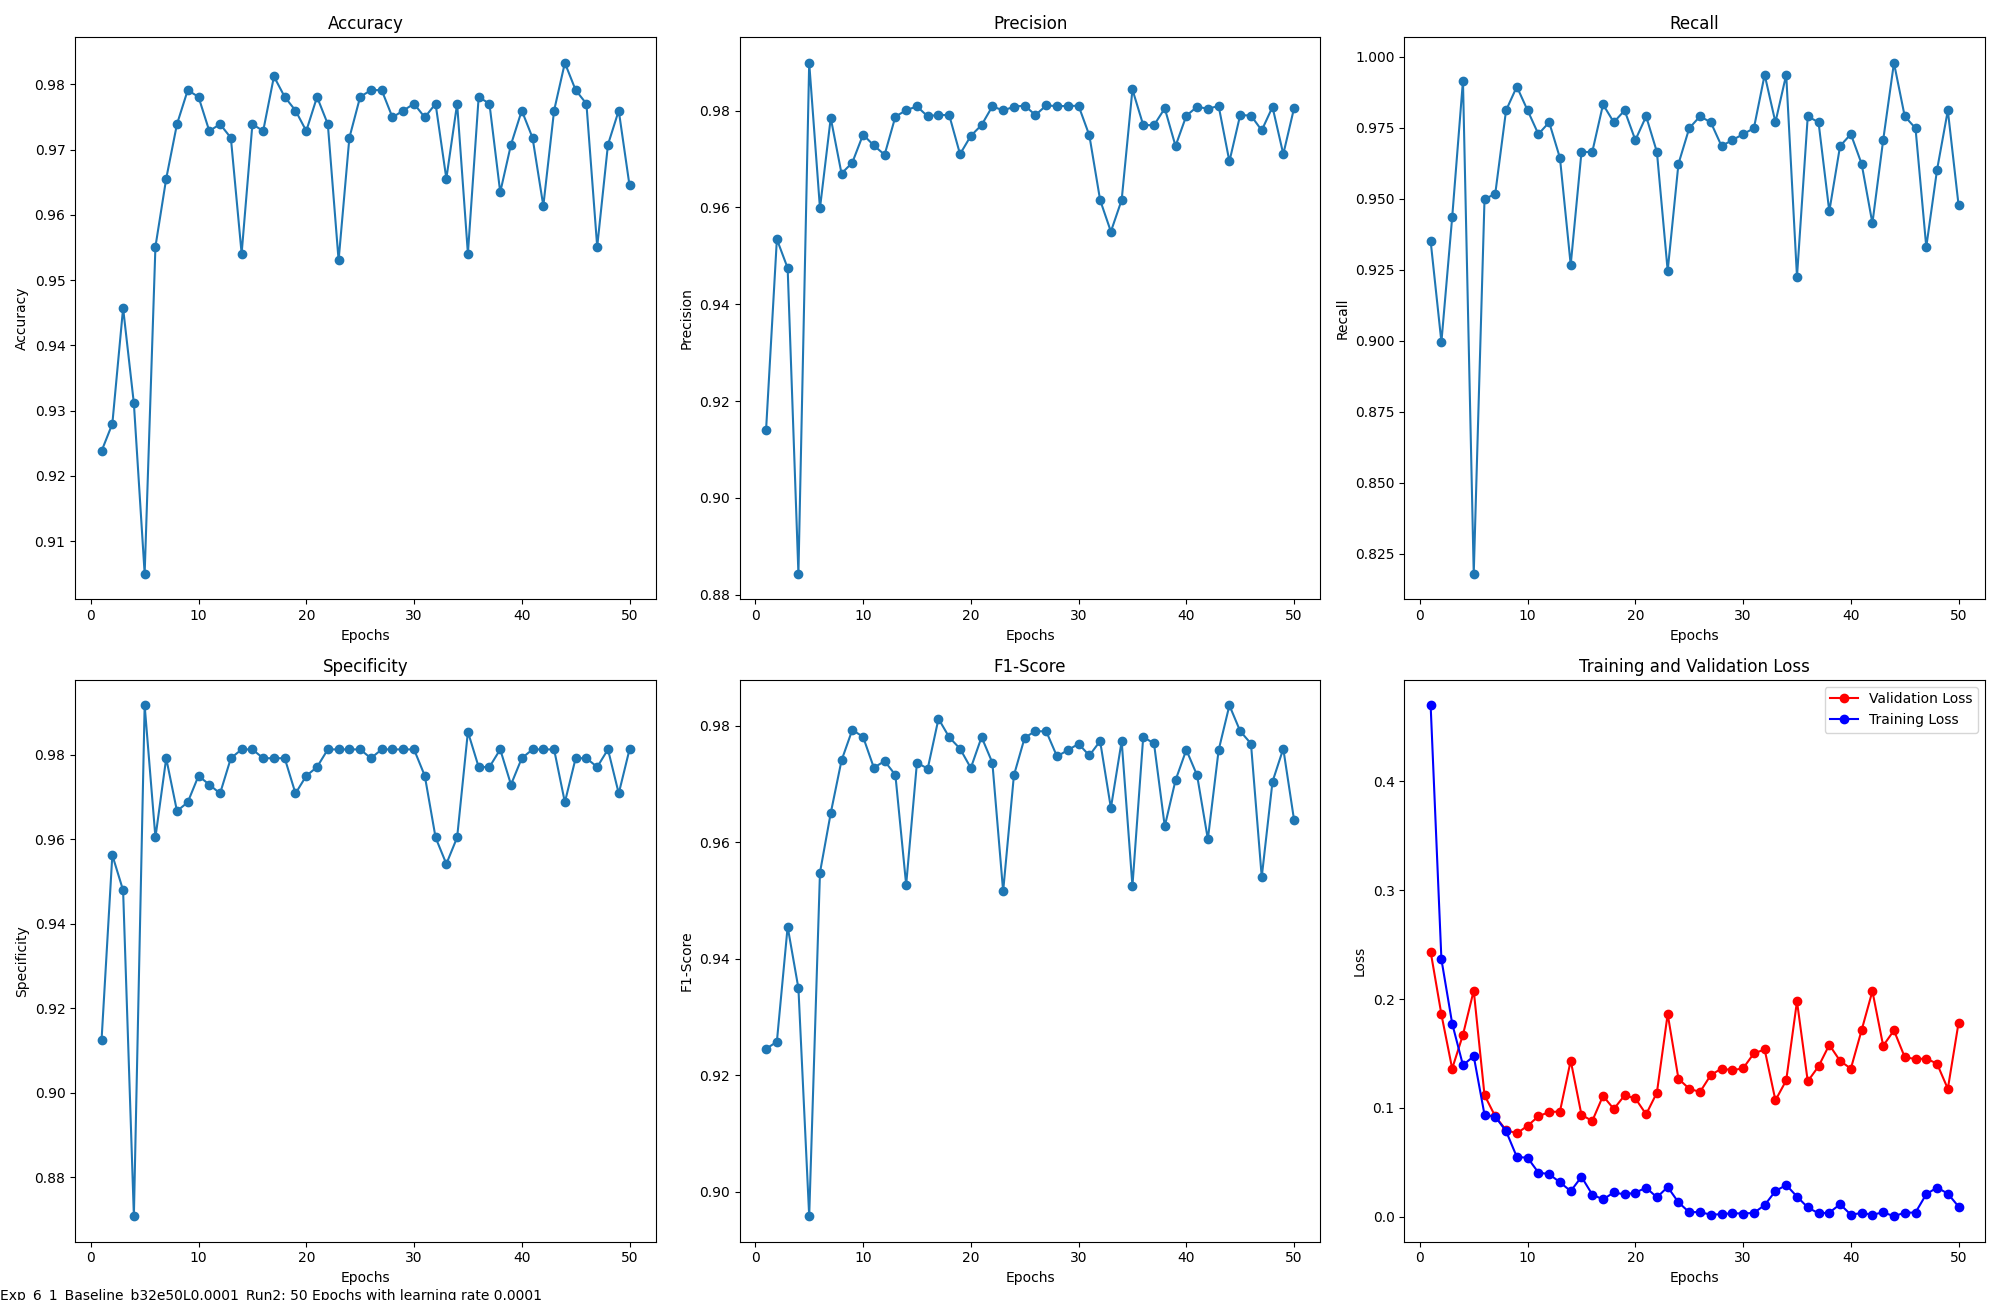 Accuracy
Accuracy
0.98
0.97
0.96
0.95
0.94
0.93
0.92
0.91
0 10 20 30 40 50
Epochs
Precision
Precision
0.98
0.96
0.94
0.92
0.90
0.88
0 10 20 30 40 50
Epochs
Recall
Recall
1.000
0.975
0.950
0.925
0.900
0.875
0.850
0.825
0 10 20 30 40 50
Epochs
Specificity
Specificity
0.98
0.96
0.94
0.92
0.90
0.88
0 10 20 30 40 50
Epochs
F1-Score
F1-Score
0.98
0.96
0.94
0.92
0.90
0 10 20 30 40 50
Epochs
Training and Validation Loss
Validation Loss
Training Loss
Loss
0.4
0.3
0.2
0.1
0.0
0 10 20 30 40 50
Epochs
Exp_6_1_Baseline_b32e50L0.0001_Run2: 50 Epochs with learning rate 0.0001